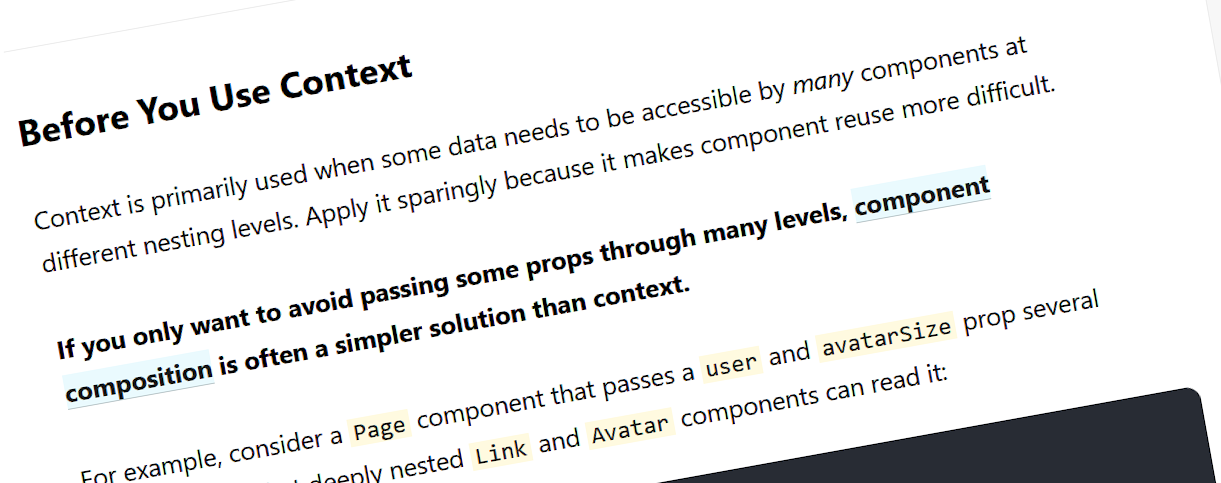 Before You Use Context
Context is primarily used when some data needs to be accessible by many components at
different nesting levels. Apply it sparingly because it makes component reuse more difficult.
If you only want to avoid passing some props through many levels, component
composition is often a simpler solution than context.
For example, consider a Page component that passes a user and avatarSize prop several
deeply nested Link and Avatar components can read it: